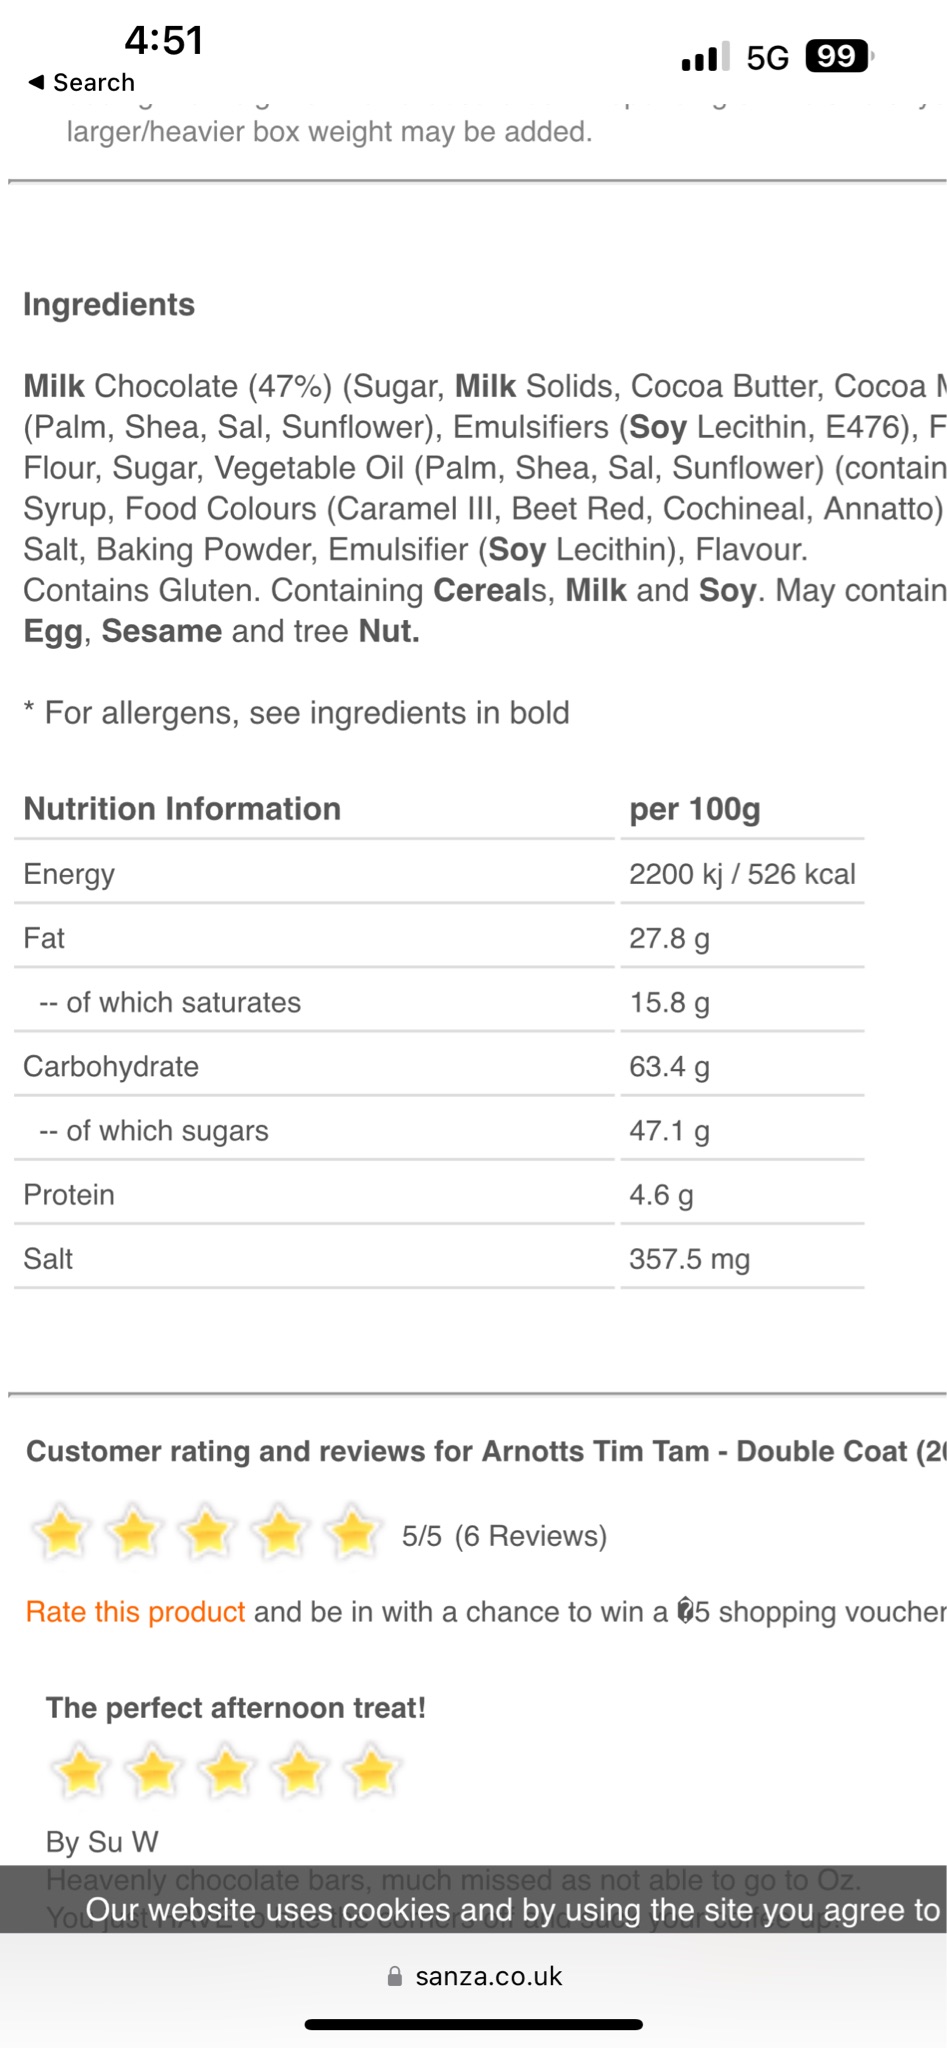 4:51
5G 99
◀ Search
larger/heavier box weight may be added.
Ingredients
Milk Chocolate (47%) (Sugar, Milk Solids, Cocoa Butter, Cocoa
(Palm, Shea, Sal, Sunflower), Emulsifiers (Soy Lecithin, E476),
Flour, Sugar, Vegetable Oil (Palm, Shea, Sal, Sunflower) (contain
Syrup, Food Colours (Caramel III, Beet Red, Cochineal, Annatto)
Salt, Baking Powder, Emulsifier (Soy Lecithin), Flavour.
Contains Gluten. Containing Cereals, Milk and Soy. May contain
Egg, Sesame and tree Nut.
* For allergens, see ingredients in bold
Nutrition Information per 100g
Energy 2200 kj / 526 kcal
Fat 27.8 g
-- of which saturates 15.8 g
Carbohydrate 63.4 g
-- of which sugars 47.1 g
Protein 4.6 g
Salt 357.5 mg
Customer rating and reviews for Arnotts Tim Tam - Double Coat
5/5 (6 Reviews)
Rate this product and be in with a chance to win a �5 shopping voucher
The perfect afternoon treat!
By Su W
Heavenly chocolate bars, much missed as not able to go to Oz.
Our website uses cookies and by using the site you agree to
sanza.co.uk